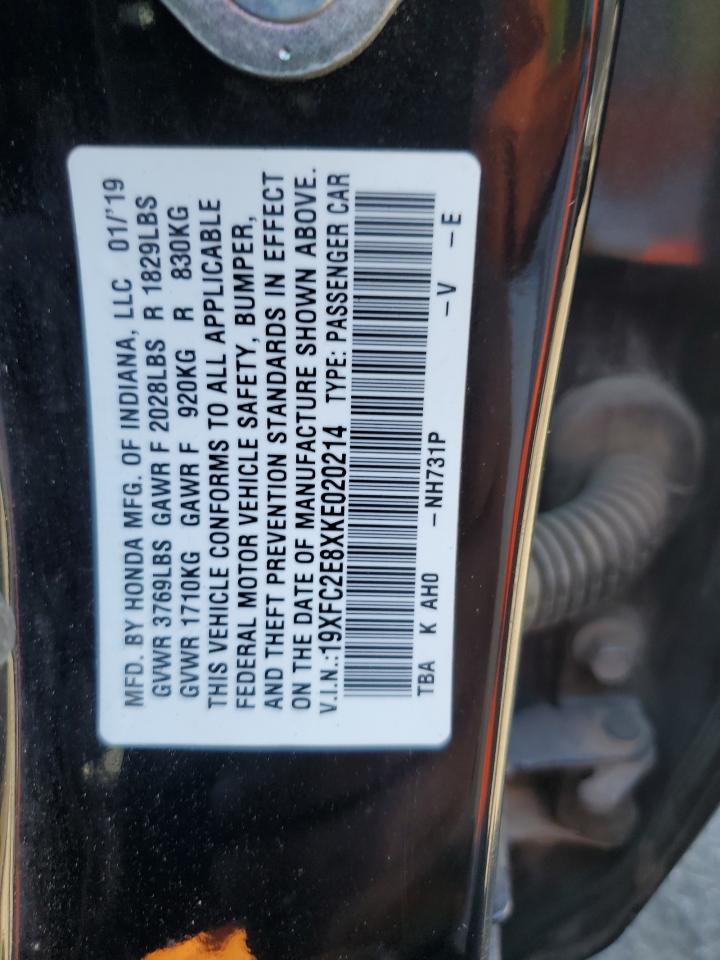 MFD. BY HONDA MFG. OF INDIANA, LLC 01/'19
GVWR 3769LBS GAWR F 2028LBS R 1829LBS
GVWR 1710KG GAWR F 920KG R 830KG
THIS VEHICLE CONFORMS TO ALL APPLICABLE
FEDERAL MOTOR VEHICLE SAFETY, BUMPER,
AND THEFT PREVENTION STANDARDS IN EFFECT
ON THE DATE OF MANUFACTURE SHOWN ABOVE.
V.I.N.:19XFC2E8XKE020214 TYPE: PASSENGER CAR
TBA K AH0 -NH731P -V -E